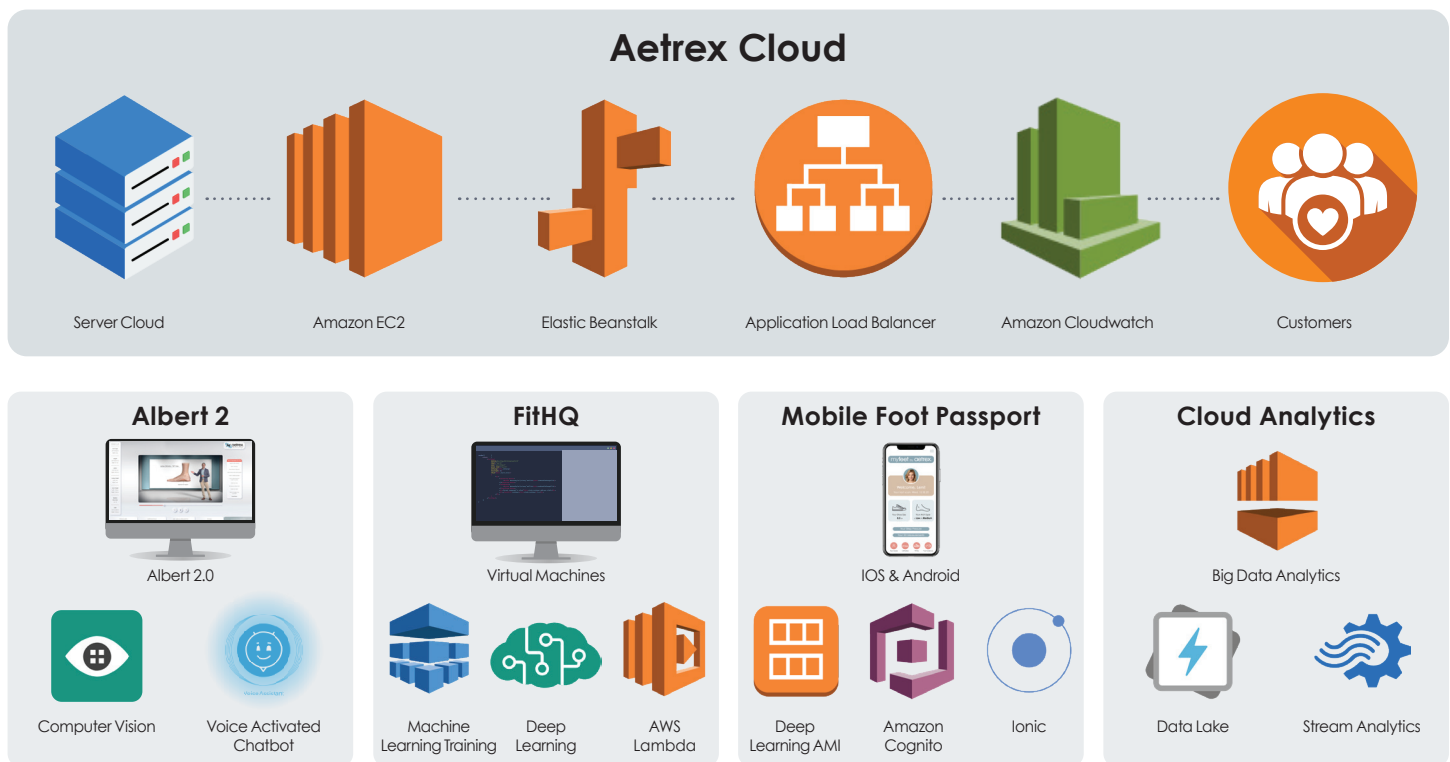 Aetrex Cloud
Server Cloud
Amazon EC2
Elastic Beanstalk
Application Load Balancer
Amazon Cloudwatch
Customers
Albert 2
Albert 2.0
Computer Vision
Voice Activated
Chatbot
FitHQ
Virtual Machines
Machine
Learning Training
Deep
Learning
AWS
Lambda
Mobile Foot Passport
IOS & Android
Deep
Learning AMI
Amazon
Cognito
Ionic
Cloud Analytics
Big Data Analytics
Data Lake
Stream Analytics